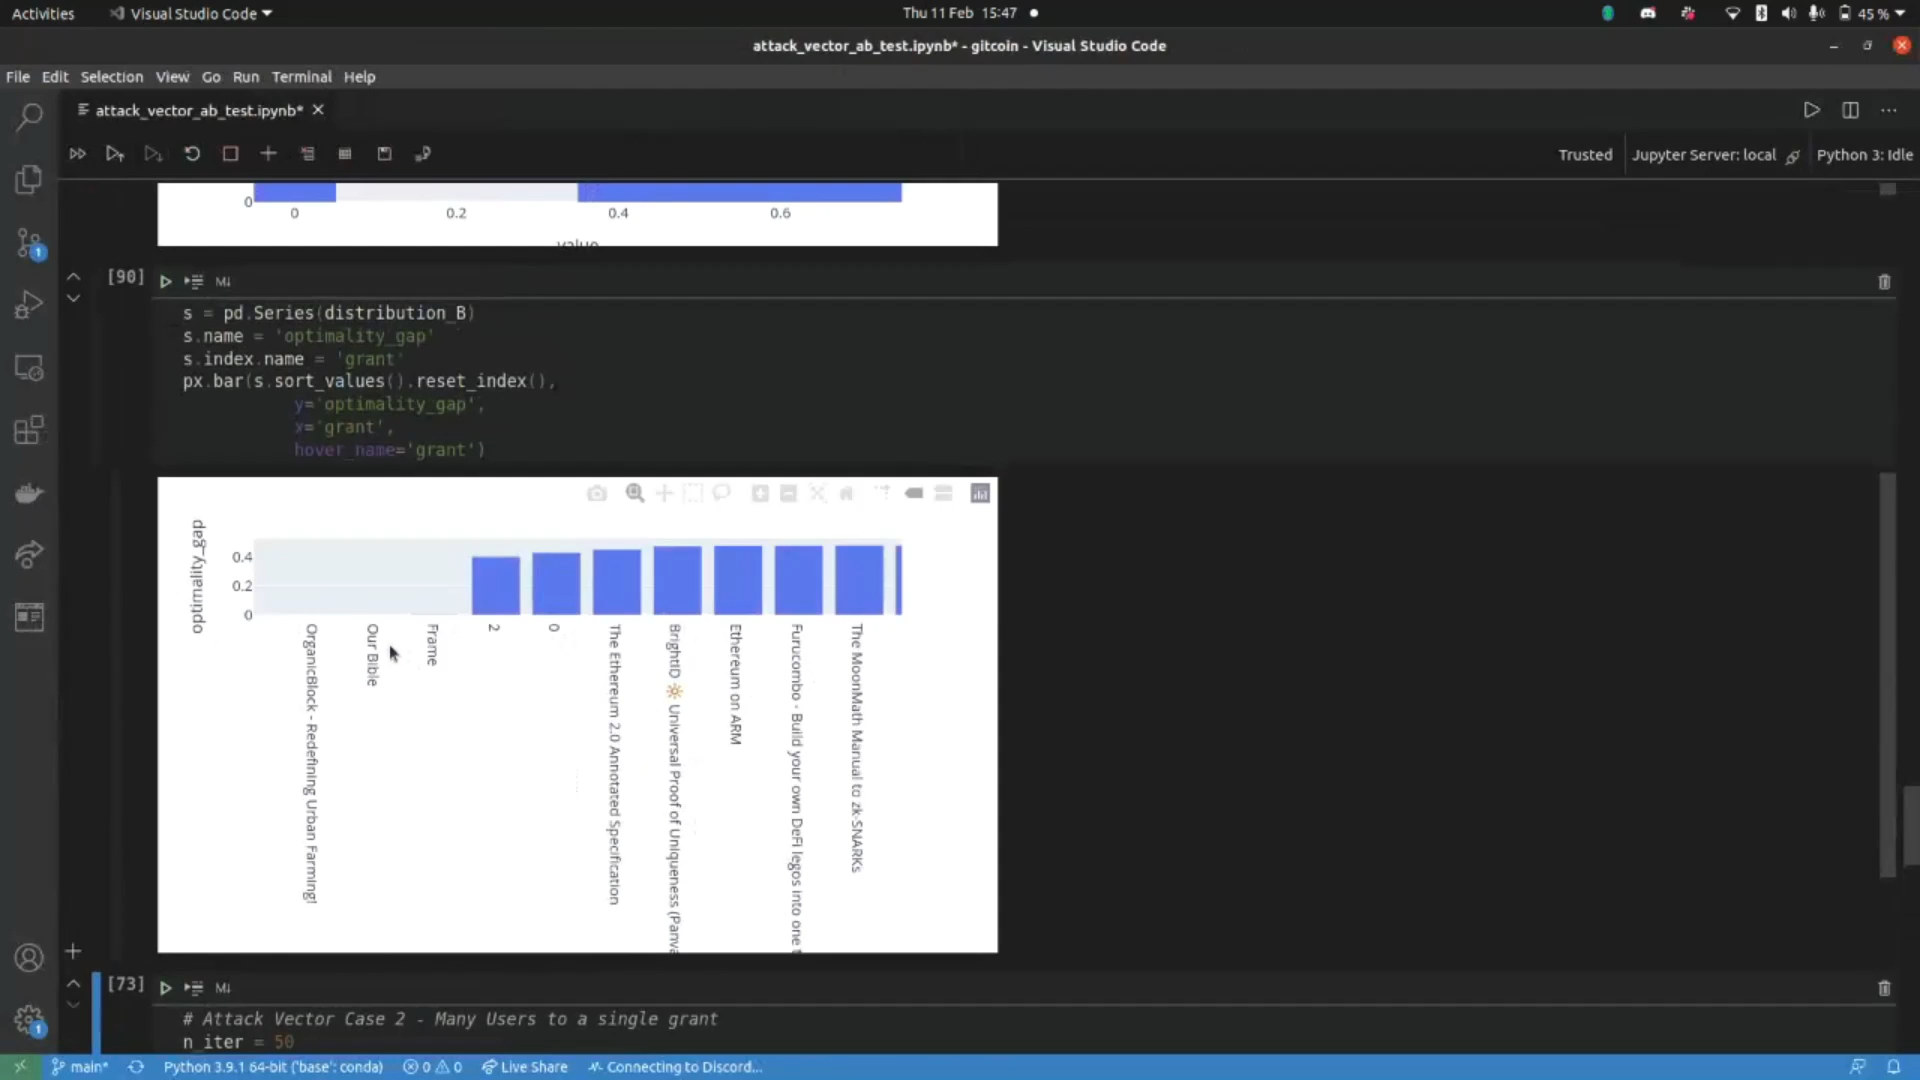 Activities
Visual Studio Code
Thu 11 Feb 15:47
45 %
attack_vector_ab_test.ipynb* - gitcoin - Visual Studio Code
File Edit Selection View Go Run Terminal Help
attack_vector_ab_test.ipynb*
Trusted
Jupyter Server: local
Python 3: Idle
0
0 0.2 0.4 0.6
value
[90]
M↓
s = pd.Series(distribution_B)
s.name = 'optimality_gap'
s.index.name = 'grant'
px.bar(s.sort_values().reset_index(),
y='optimality_gap',
x='grant',
hover_name='grant')
optimality_gap
0.4
0.2
0
OrganicBlock - Redefining Urban Farming!
Our Bible
Frame
2
0
The Ethereum 2.0 Annotated Specification
BrightID 🔆 Universal Proof of Uniqueness (Panva
Ethereum on ARM
Furucombo - Build your own DeFi legos into one t
The MoonMath Manual to zk-SNARKs
[73]
M↓
# Attack Vector Case 2 - Many Users to a single grant
n_iter = 50
1
1
main*
Python 3.9.1 64-bit ('base': conda)
0
0
Live Share
Connecting to Discord...